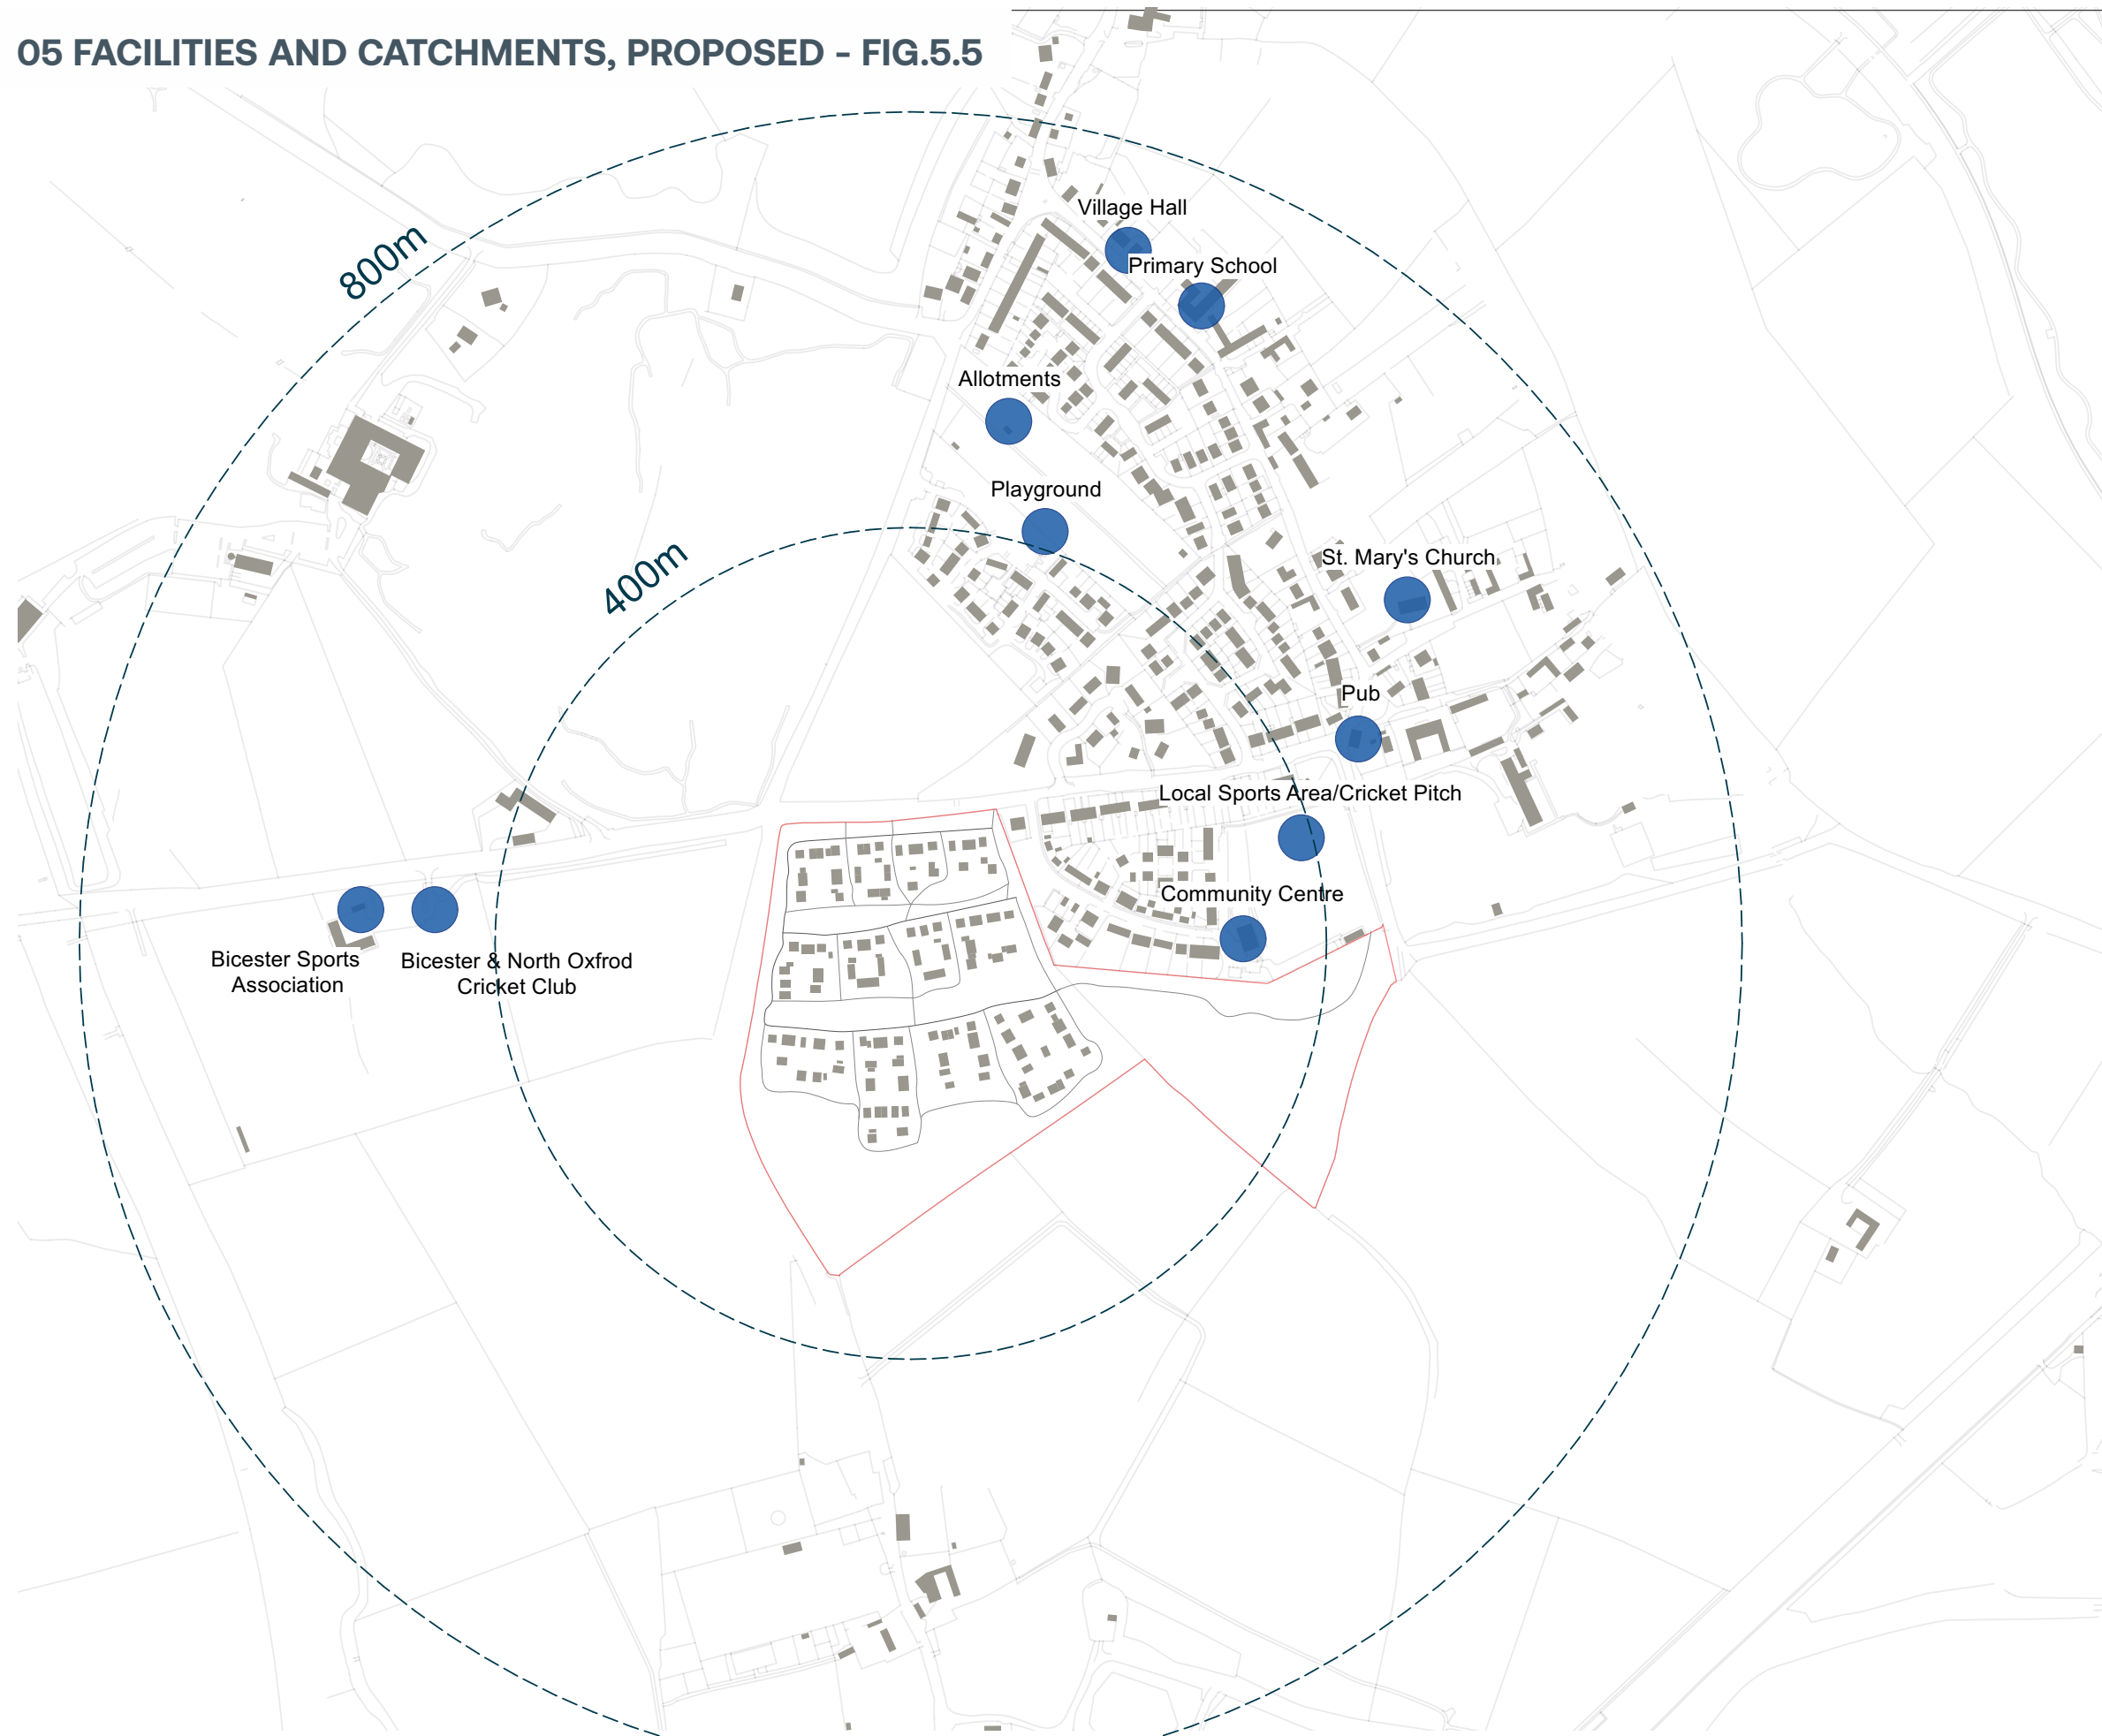 05 FACILITIES AND CATCHMENTS, PROPOSED - FIG.5.5
800m
Village Hall
Primary School
Allotments
Playground
400m
St. Mary's Church
Pub
Local Sports Area/Cricket Pitch
Community Centre
Bicester Sports
Association
Bicester & North Oxfrod
Cricket Club